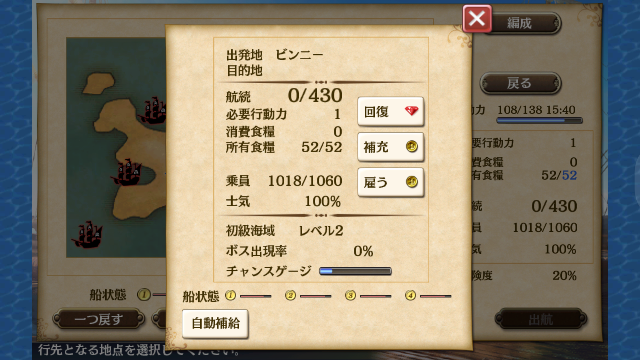 編成
出発地 ビンニー
目的地
戻る
航続 0/430
必要行動力 1
消費食糧 0
所有食糧 52/52
回復
補充
雇う
乗員 1018/1060
士気 100%
初級海域 レベル2
ボス出現率 0%
チャンスゲージ
船状態 1 2 3 4
自動補給
力 108/138 15:40
要行動力 1
費食糧 0
有食糧 52/52
続 0/430
員 1018/1060
気 100%
険度 20%
船状態 1
一つ戻す
出航
行先となる地点を選択してください。